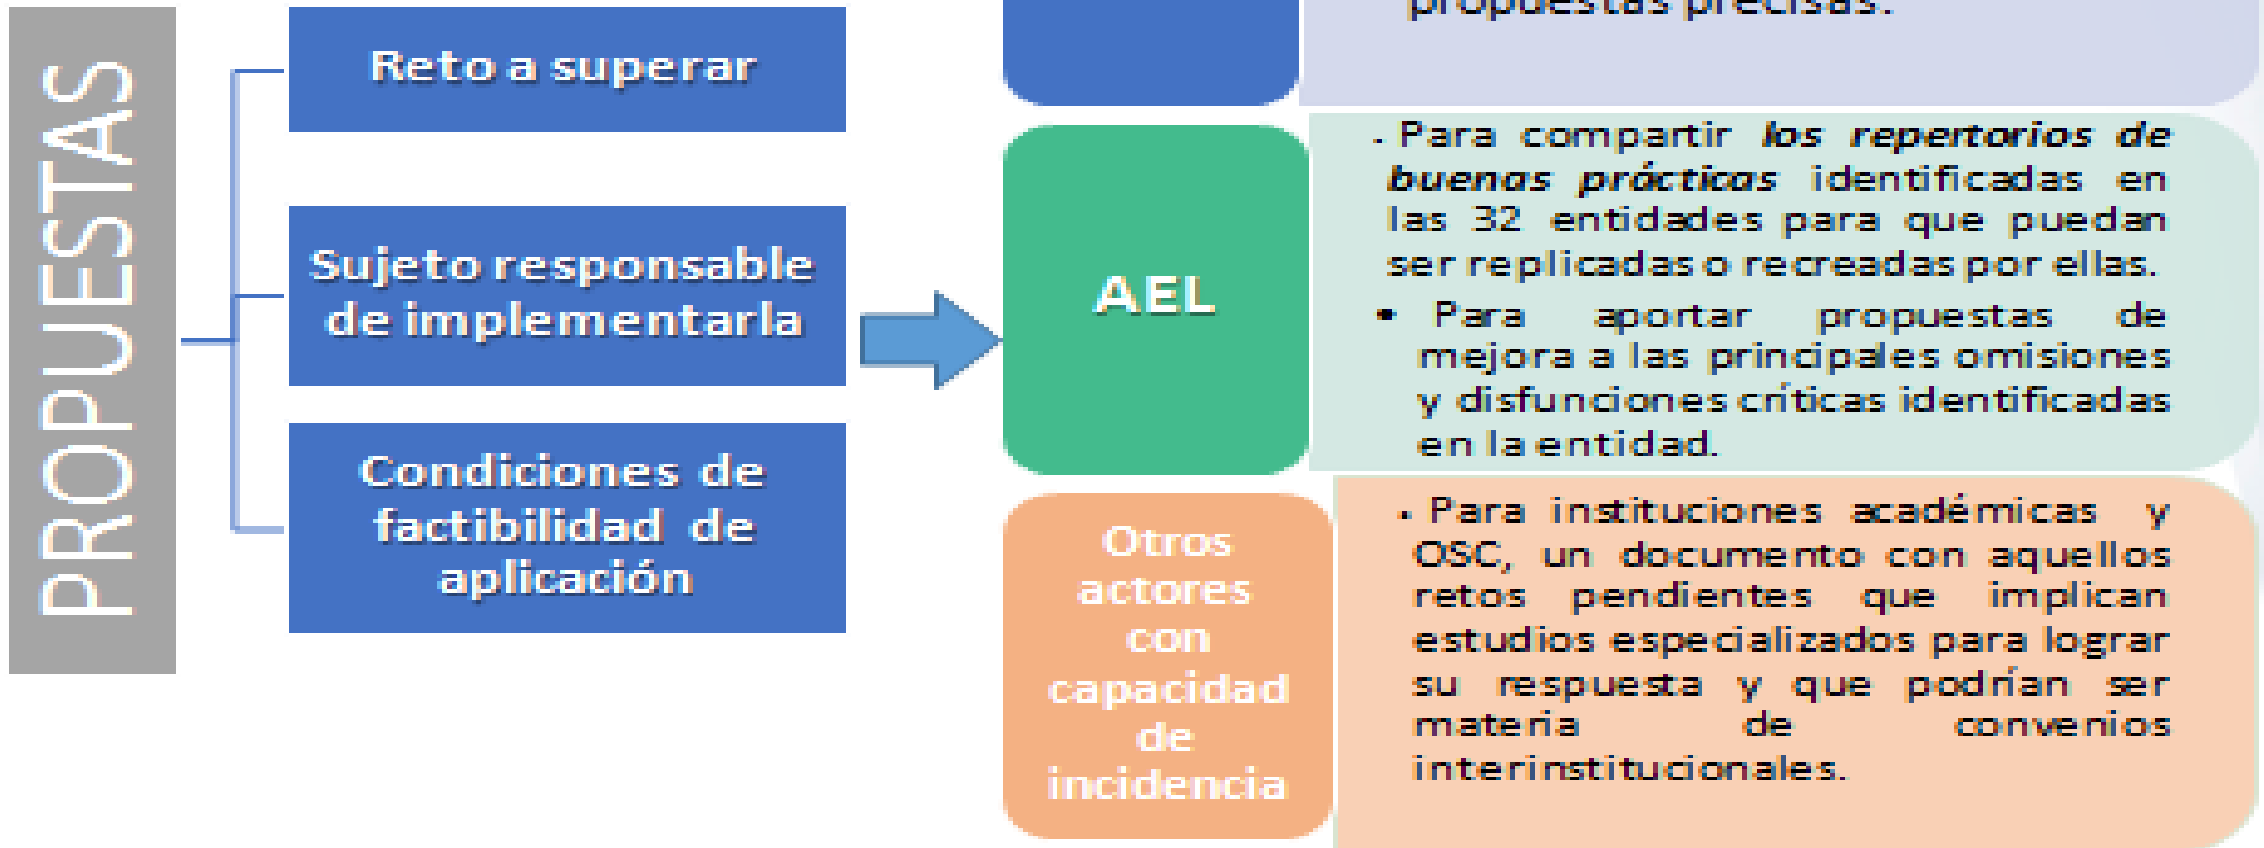 PROPUESTAS
Reto a superar
Sujeto responsable
de implementarla
Condiciones de
factibilidad de
aplicación
propuestas precisas.
AEL
- Para compartir los repertorios de
buenas prácticas identificadas en
las 32 entidades para que puedan
ser replicadas o recreadas por ellas.
• Para aportar propuestas de
mejora a las principales omisiones
y disfunciones críticas identificadas
en la entidad.
Otros
actores
con
capacidad
de
incidencia
- Para instituciones académicas y
OSC, un documento con aquellos
retos pendientes que implican
estudios especializados para lograr
su respuesta y que podrían ser
materia de convenios
interinstitucionales.